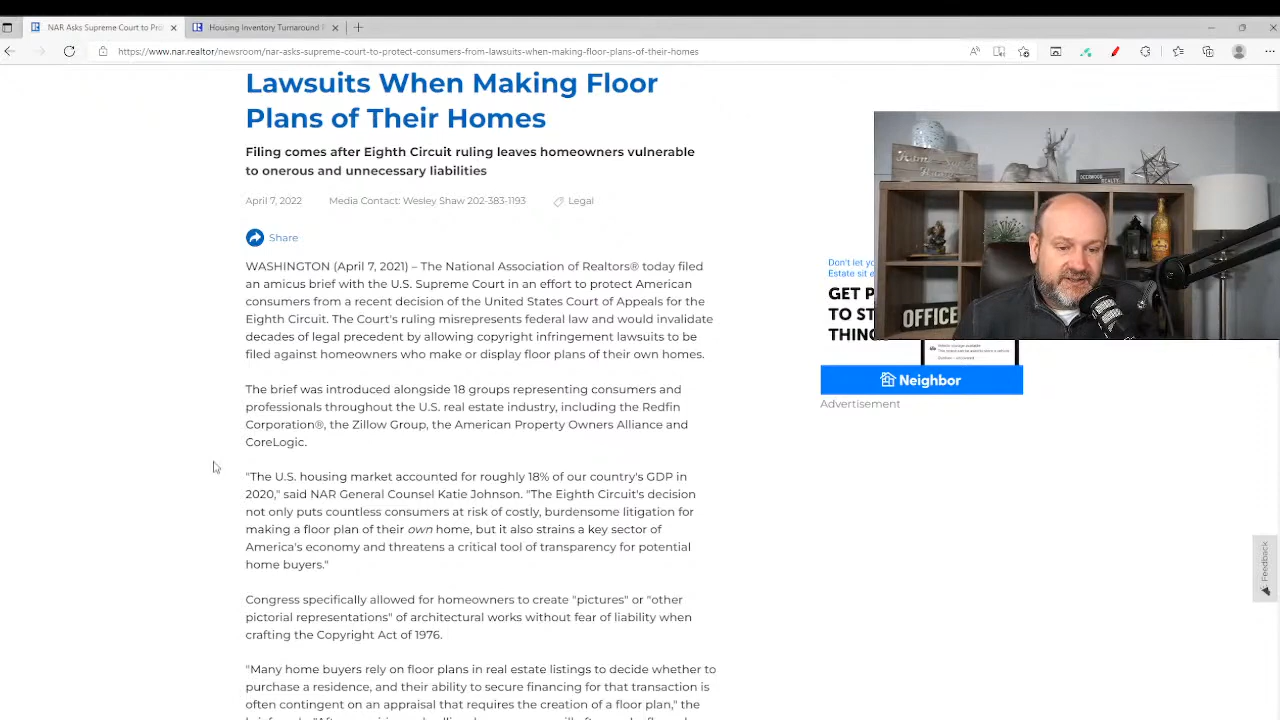 NAR Asks Supreme Court to Pro
Housing Inventory Turnaround P
https://www.nar.realtor/newsroom/nar-asks-supreme-court-to-protect-consumers-from-lawsuits-when-making-floor-plans-of-their-homes
Lawsuits When Making Floor
Plans of Their Homes
Filing comes after Eighth Circuit ruling leaves homeowners vulnerable
to onerous and unnecessary liabilities
April 7, 2022 Media Contact: Wesley Shaw 202-383-1193 Legal
Share
WASHINGTON (April 7, 2021) – The National Association of Realtors® today filed
an amicus brief with the U.S. Supreme Court in an effort to protect American
consumers from a recent decision of the United States Court of Appeals for the
Eighth Circuit. The Court's ruling misrepresents federal law and would invalidate
decades of legal precedent by allowing copyright infringement lawsuits to be
filed against homeowners who make or display floor plans of their own homes.
The brief was introduced alongside 18 groups representing consumers and
professionals throughout the U.S. real estate industry, including the Redfin
Corporation®, the Zillow Group, the American Property Owners Alliance and
CoreLogic.
"The U.S. housing market accounted for roughly 18% of our country's GDP in
2020," said NAR General Counsel Katie Johnson. "The Eighth Circuit's decision
not only puts countless consumers at risk of costly, burdensome litigation for
making a floor plan of their own home, but it also strains a key sector of
America's economy and threatens a critical tool of transparency for potential
home buyers."
Congress specifically allowed for homeowners to create "pictures" or "other
pictorial representations" of architectural works without fear of liability when
crafting the Copyright Act of 1976.
"Many home buyers rely on floor plans in real estate listings to decide whether to
purchase a residence, and their ability to secure financing for that transaction is
often contingent on an appraisal that requires the creation of a floor plan," the
Home Sweet
DEERWOOD REALTY
OFFICE
Don't let yo
Estate sit e
GET P
TO ST
THING
Neighbor
Advertisement
Feedback